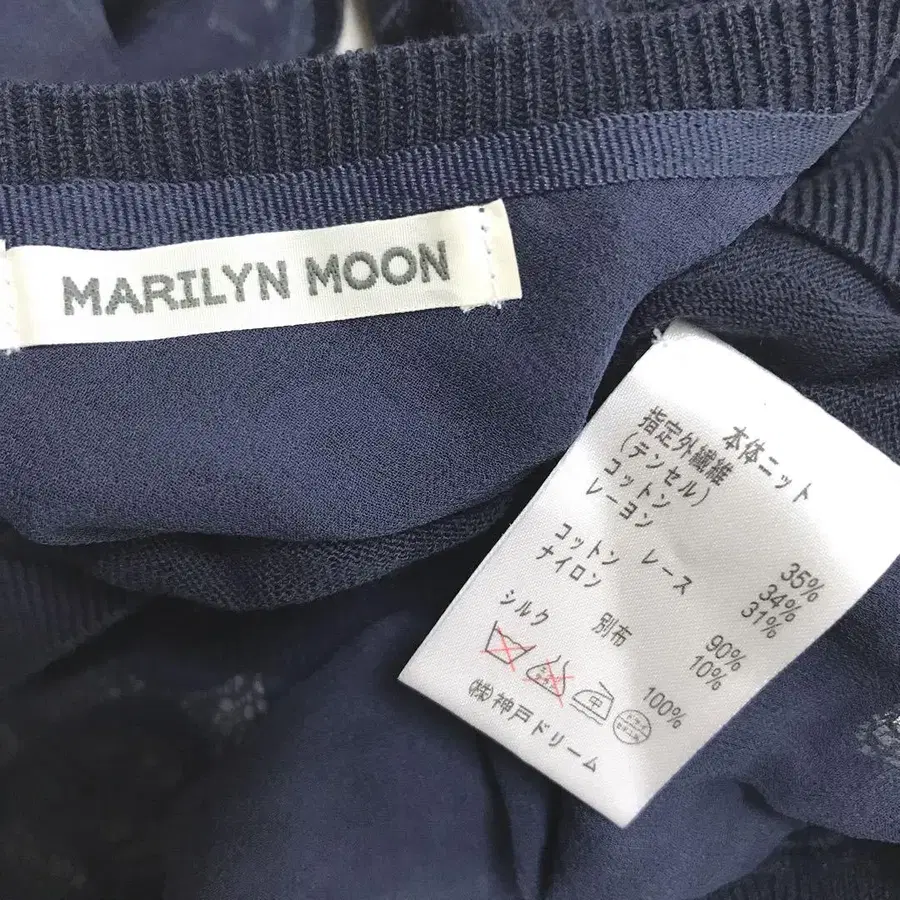 MARILYN MOON
本体ニット
指定外繊維
(テンセル) 35%
コットン 34%
レーヨン 31%
レース
コットン 90%
ナイロン 10%
別布
シルク 100%
中
㈱神戸ドリーム